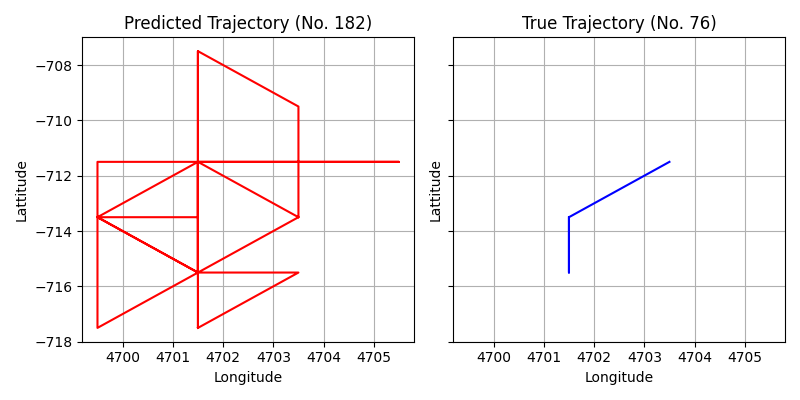 Predicted Trajectory (No. 182)
True Trajectory (No. 76)
−708
−710
−712
−714
−716
−718
Lattitude
Lattitude
4700 4701 4702 4703 4704 4705
4700 4701 4702 4703 4704 4705
Longitude
Longitude